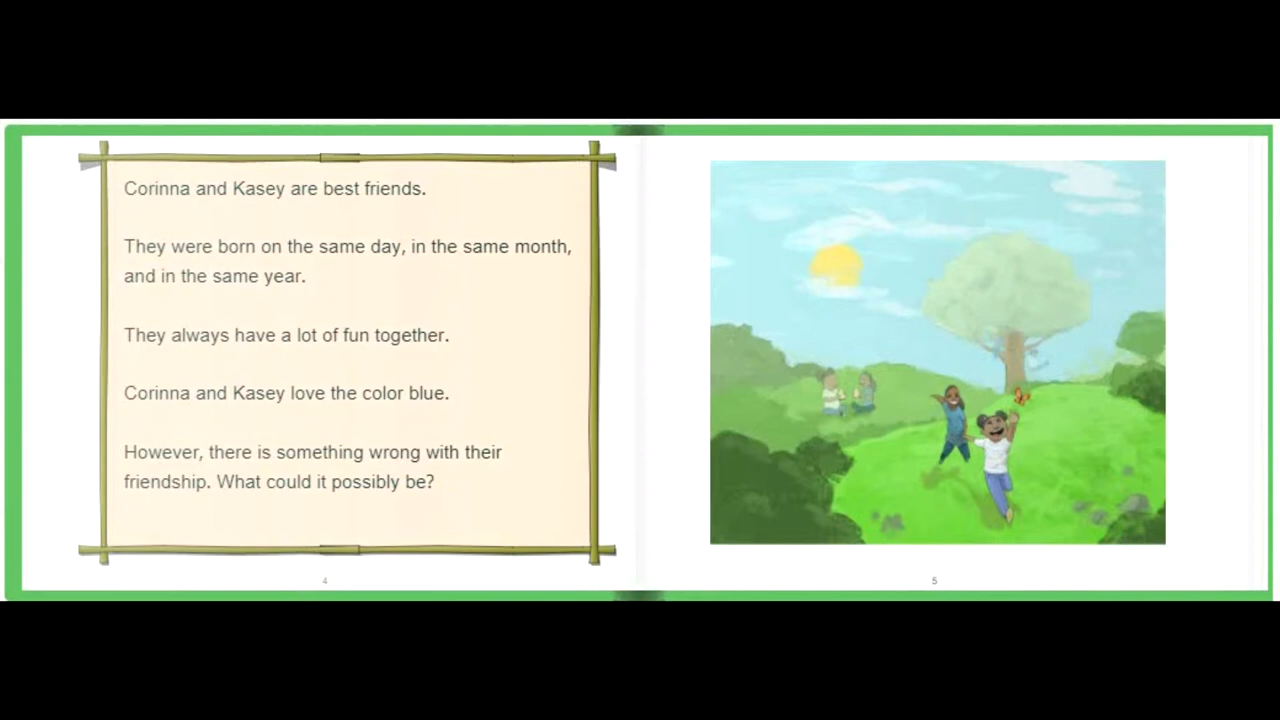 Corinna and Kasey are best friends.
They were born on the same day, in the same month,
and in the same year.
They always have a lot of fun together.
Corinna and Kasey love the color blue.
However, there is something wrong with their
friendship. What could it possibly be?
4
5